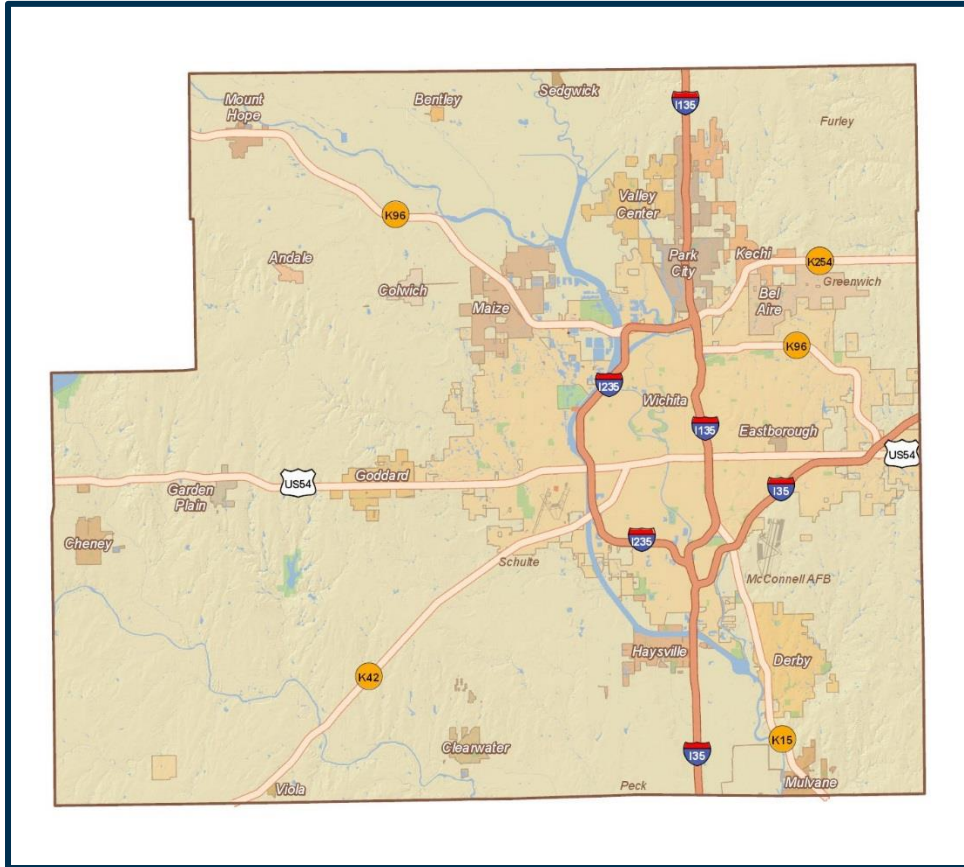 Sedgwick
Mount
Hope
Bentley
I135
Furley
Valley
Center
K96
Andale
Park
City
Kechi
K254
Colwich
Greenwich
Maize
Bel
Aire
K96
I235
Wichita
I135
Eastborough
US54
Goddard
US54
Garden
Plain
I35
Cheney
I235
Schulte
McConnell AFB
Haysville
Derby
K42
K15
Clearwater
I35
Peck
Mulvane
Viola